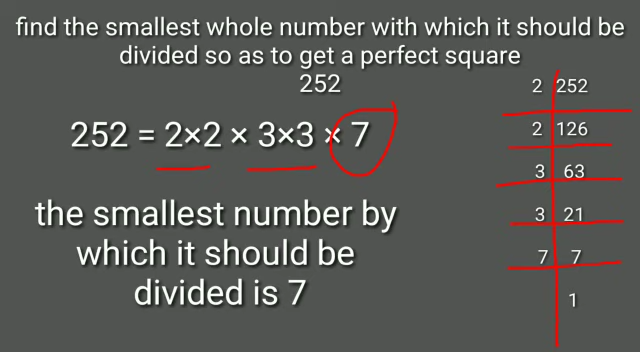 find the smallest whole number with which it should be
divided so as to get a perfect square
252
252 = 2×2 × 3×3 × 7
the smallest number by
which it should be
divided is 7
2 252
2 126
3 63
3 21
7 7
1